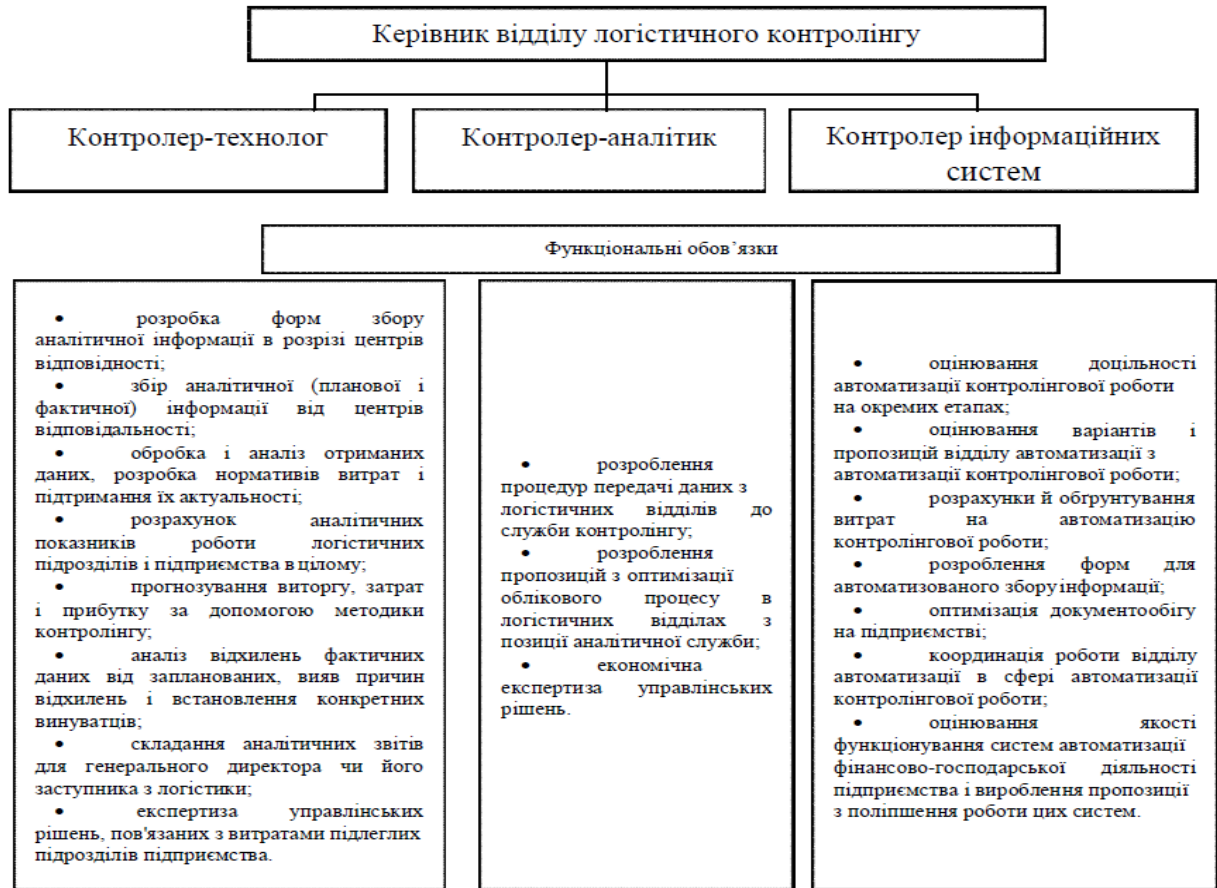 Керівник відділу логістичного контролінгу
Контролер-технолог
Контролер-аналітик
Контролер інформаційних
систем
Функціональні обов’язки
• розробка форм збору
аналітичної інформації в розрізі центрів
відповідності;
• збір аналітичної (планової і
фактичної) інформації від центрів
відповідальності;
• обробка і аналіз отриманих
даних, розробка нормативів витрат і
підтримання їх актуальності;
• розрахунок аналітичних
показників роботи логістичних
підрозділів і підприємства в цілому;
• прогнозування виторгу, затрат
і прибутку за допомогою методики
контролінгу;
• аналіз відхилень фактичних
даних від запланованих, вияв причин
відхилень і встановлення конкретних
винуватців;
• складання аналітичних звітів
для генерального директора чи його
заступника з логістики;
• експертиза управлінських
рішень, пов'язаних з витратами підлеглих
підрозділів підприємства.
• розроблення
процедур передачі даних з
логістичних відділів до
служби контролінгу;
• розроблення
пропозицій з оптимізації
облікового процесу в
логістичних відділах з
позиції аналітичної служби;
• економічна
експертиза управлінських
рішень.
• оцінювання доцільності
автоматизації контролінгової роботи
на окремих етапах;
• оцінювання варіантів і
пропозицій відділу автоматизації з
автоматизації контролінгової роботи;
• розрахунки й обґрунтування
витрат на автоматизацію
контролінгової роботи;
• розроблення форм для
автоматизованого збору інформації;
• оптимізація документообігу
на підприємстві;
• координація роботи відділу
автоматизації в сфері автоматизації
контролінгової роботи;
• оцінювання якості
функціонування систем автоматизації
фінансово-господарської діяльності
підприємства і вироблення пропозиції
з поліпшення роботи цих систем.